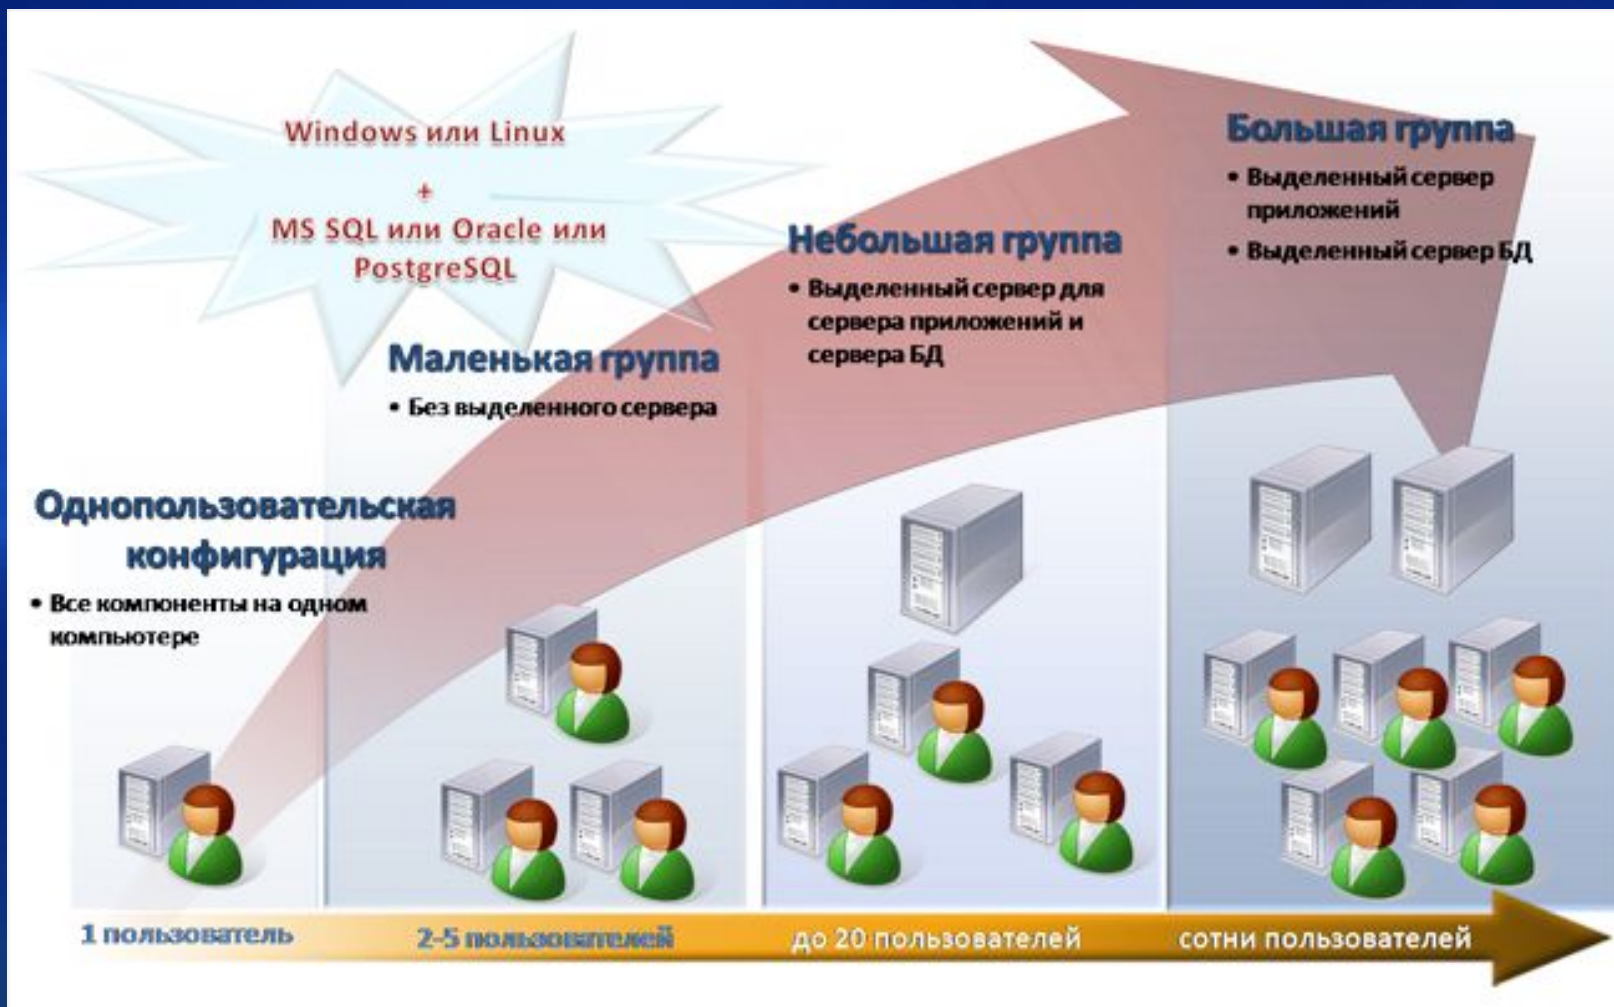 Windows или Linux
+
MS SQL или Oracle или
PostgreSQL
Однопользовательская
конфигурация
• Все компоненты на одном
компьютере
Маленькая группа
• Без выделенного сервера
Небольшая группа
• Выделенный сервер для
сервера приложений и
сервера БД
Большая группа
• Выделенный сервер
приложений
• Выделенный сервер БД
1 пользователь
2-5 пользователей
до 20 пользователей
сотни пользователей